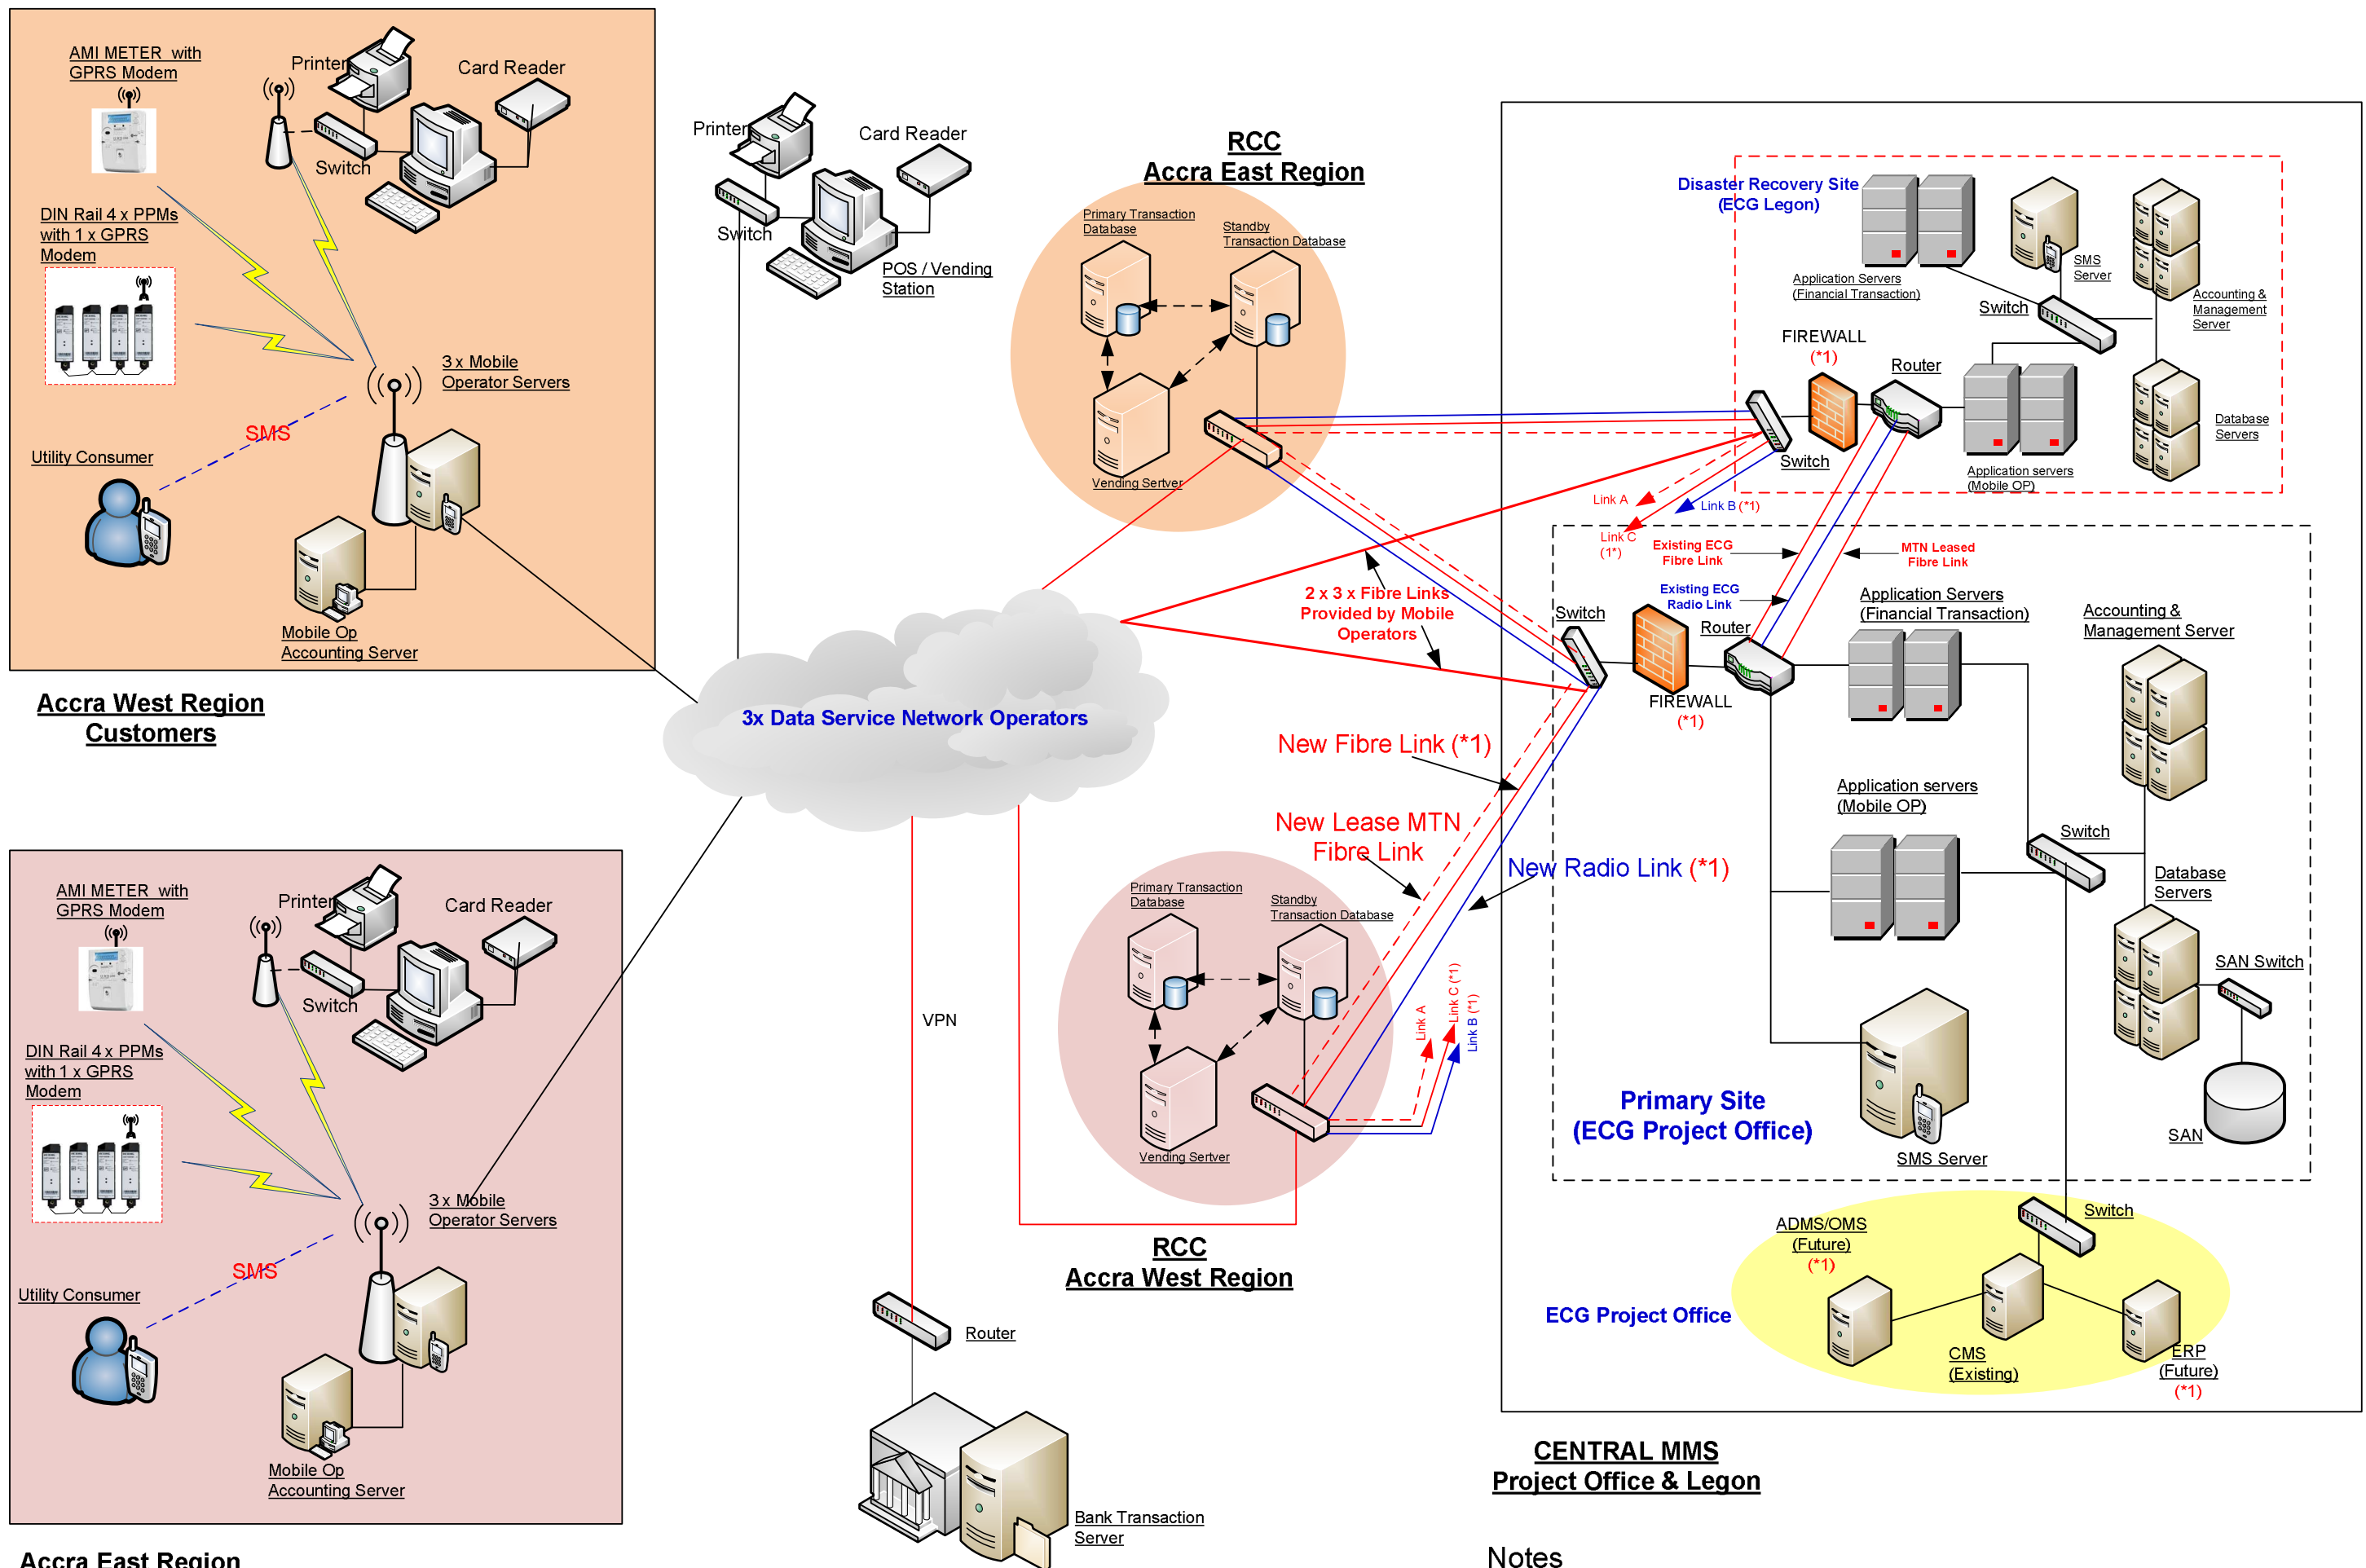 AMI METER with
GPRS Modem
Printer
Card Reader
Switch
DIN Rail 4 x PPMs
with 1 x GPRS
Modem
3 x Mobile
Operator Servers
SMS
Utility Consumer
Mobile Op
Accounting Server
Accra West Region
Customers
Printer
Card Reader
Switch
POS / Vending
Station
RCC
Accra East Region
Primary Transaction
Database
Standby
Transaction Database
Vending Sertver
Disaster Recovery Site
(ECG Legon)
Application Servers
(Financial Transaction)
SMS
Server
Accounting &
Management
Server
Switch
FIREWALL
(*1)
Router
Switch
Application servers
(Mobile OP)
Database
Servers
Link A
Link B (*1)
Link C
(1*)
Existing ECG
Fibre Link
MTN Leased
Fibre Link
Existing ECG
Radio Link
2 x 3 x Fibre Links
Provided by Mobile
Operators
Switch
Router
FIREWALL
(*1)
Application Servers
(Financial Transaction)
Accounting &
Management Server
3x Data Service Network Operators
New Fibre Link (*1)
New Lease MTN
Fibre Link
New Radio Link (*1)
Application servers
(Mobile OP)
Switch
Database
Servers
SAN Switch
SAN
SMS Server
Primary Site
(ECG Project Office)
AMI METER with
GPRS Modem
Printer
Card Reader
Switch
DIN Rail 4 x PPMs
with 1 x GPRS
Modem
3 x Mobile
Operator Servers
SMS
Utility Consumer
Mobile Op
Accounting Server
Accra East Region
VPN
Router
Bank Transaction
Server
Primary Transaction
Database
Standby
Transaction Database
Vending Sertver
Link A
Link C (*1)
Link B (*1)
RCC
Accra West Region
Switch
ADMS/OMS
(Future)
(*1)
ECG Project Office
CMS
(Existing)
ERP
(Future)
(*1)
CENTRAL MMS
Project Office & Legon
Notes